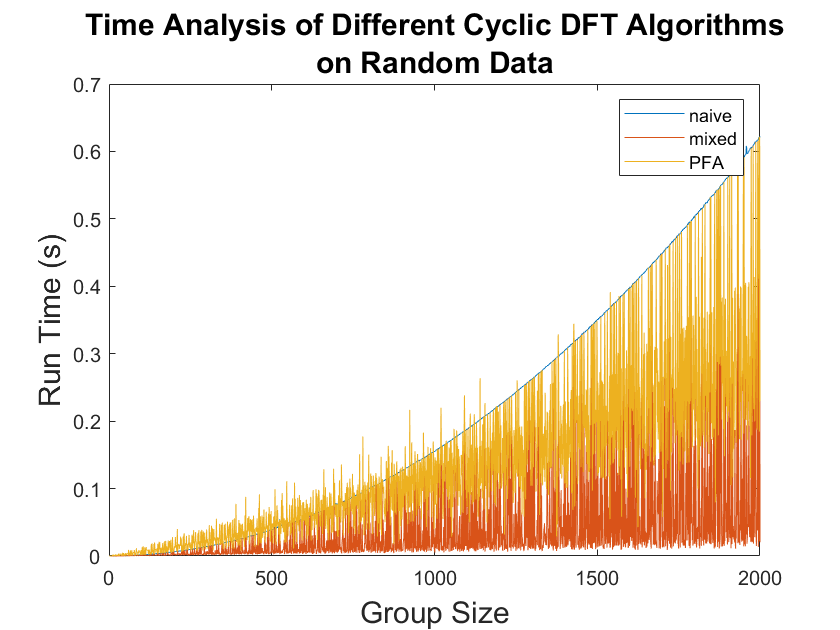 Time Analysis of Different Cyclic DFT Algorithms
on Random Data
0.7
0.6
0.5
0.4
0.3
0.2
0.1
0
Run Time (s)
naive
mixed
PFA
0 500 1000 1500 2000
Group Size